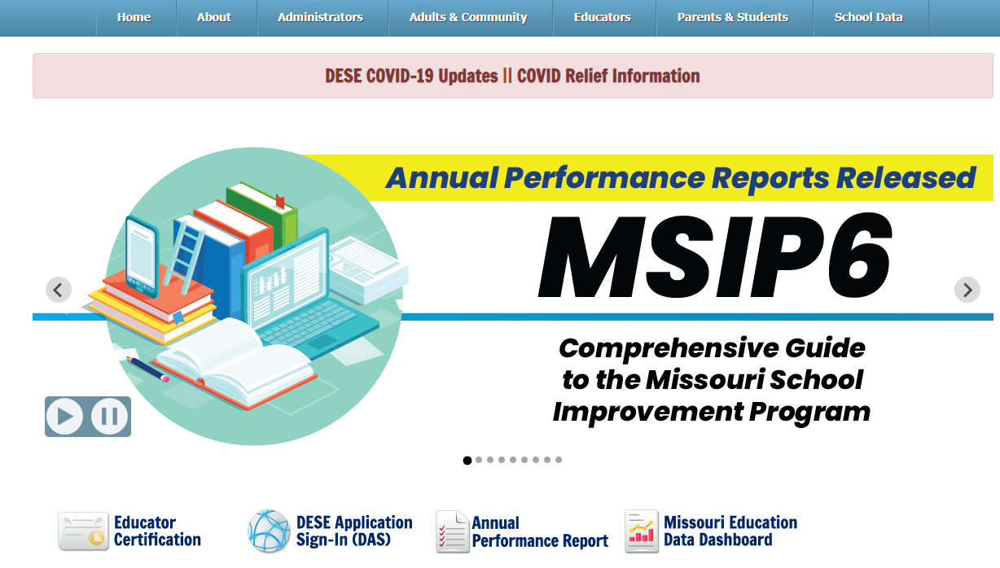 Home About Administrators Adults & Community Educators Parents & Students School Data
DESE COVID-19 Updates || COVID Relief Information
Annual Performance Reports Released
MSIP6
Comprehensive Guide
to the Missouri School
Improvement Program
Educator
Certification
DESE Application
Sign-In (DAS)
Annual
Performance Report
Missouri Education
Data Dashboard